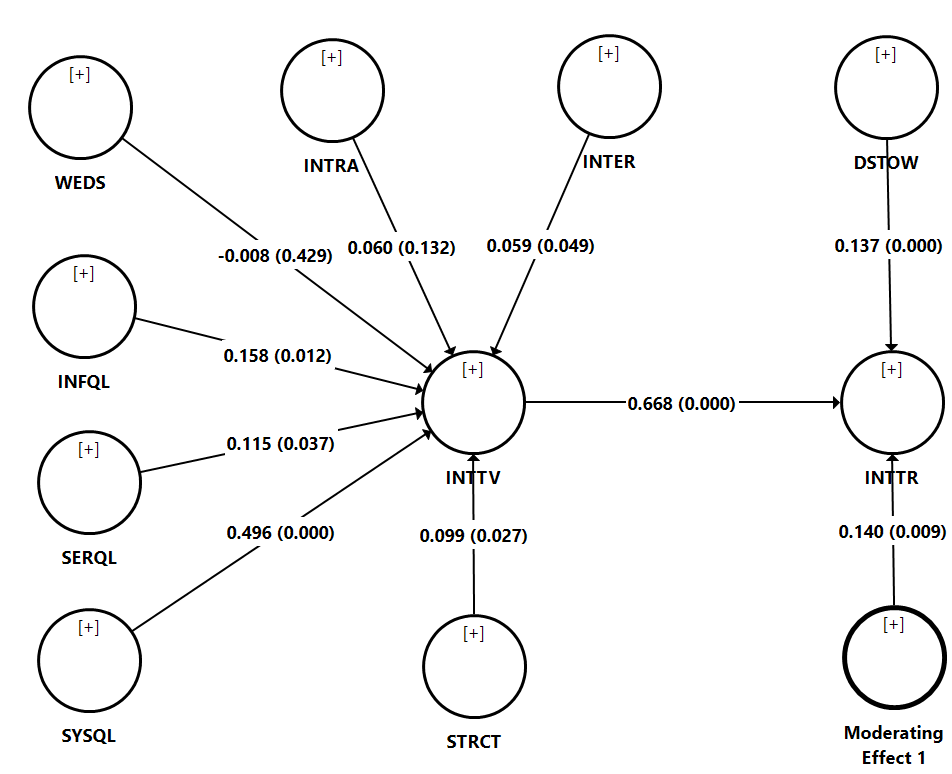 [+]
[+]
[+]
[+]
WEDS
INTRA
INTER
DSTOW
-0.008 (0.429)
0.060 (0.132)
0.059 (0.049)
0.137 (0.000)
[+]
INFQL
0.158 (0.012)
[+]
[+]
INTTV
0.668 (0.000)
INTTR
[+]
SERQL
0.115 (0.037)
0.496 (0.000)
0.099 (0.027)
0.140 (0.009)
[+]
SYSQL
[+]
STRCT
[+]
Moderating
Effect 1